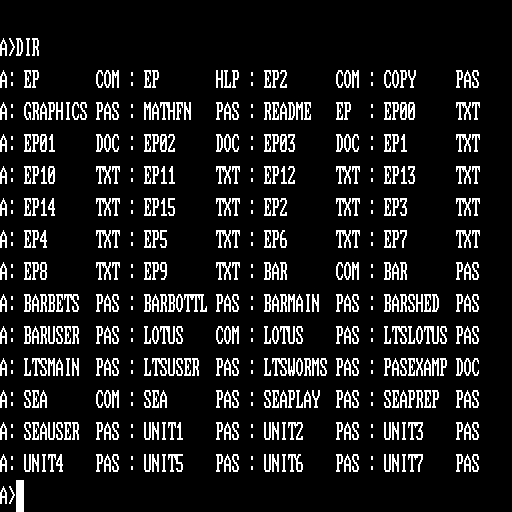 A>DIR
A: EP       COM : EP       HLP : EP2      COM : COPY     PAS
A: GRAPHICS PAS : MATHFN   PAS : README   EP  : EP00     TXT
A: EP01     DOC : EP02     DOC : EP03     DOC : EP1      TXT
A: EP10     TXT : EP11     TXT : EP12     TXT : EP13     TXT
A: EP14     TXT : EP15     TXT : EP2      TXT : EP3      TXT
A: EP4      TXT : EP5      TXT : EP6      TXT : EP7      TXT
A: EP8      TXT : EP9      TXT : BAR      COM : BAR      PAS
A: BARBETS  PAS : BARBOTTL PAS : BARMAIN  PAS : BARSHED  PAS
A: BARUSER  PAS : LOTUS    COM : LOTUS    PAS : LTSLOTUS PAS
A: LTSMAIN  PAS : LTSUSER  PAS : LTSWORMS PAS : PASEXAMP DOC
A: SEA      COM : SEA      PAS : SEAPLAY  PAS : SEAPREP  PAS
A: SEAUSER  PAS : UNIT1    PAS : UNIT2    PAS : UNIT3    PAS
A: UNIT4    PAS : UNIT5    PAS : UNIT6    PAS : UNIT7    PAS
A>